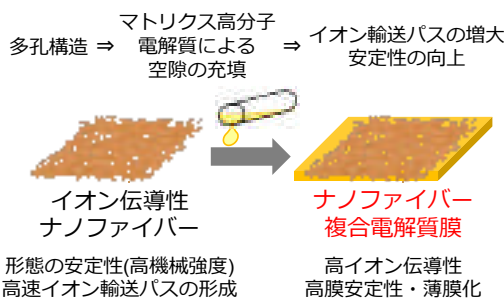 多孔構造 ⇒ マトリクス高分子 ⇒ イオン輸送パスの増大
電解質による 安定性の向上
空隙の充填
イオン伝導性
ナノファイバー
ナノファイバー
複合電解質膜
形態の安定性(高機械強度)
高速イオン輸送パスの形成
高イオン伝導性
高膜安定性・薄膜化